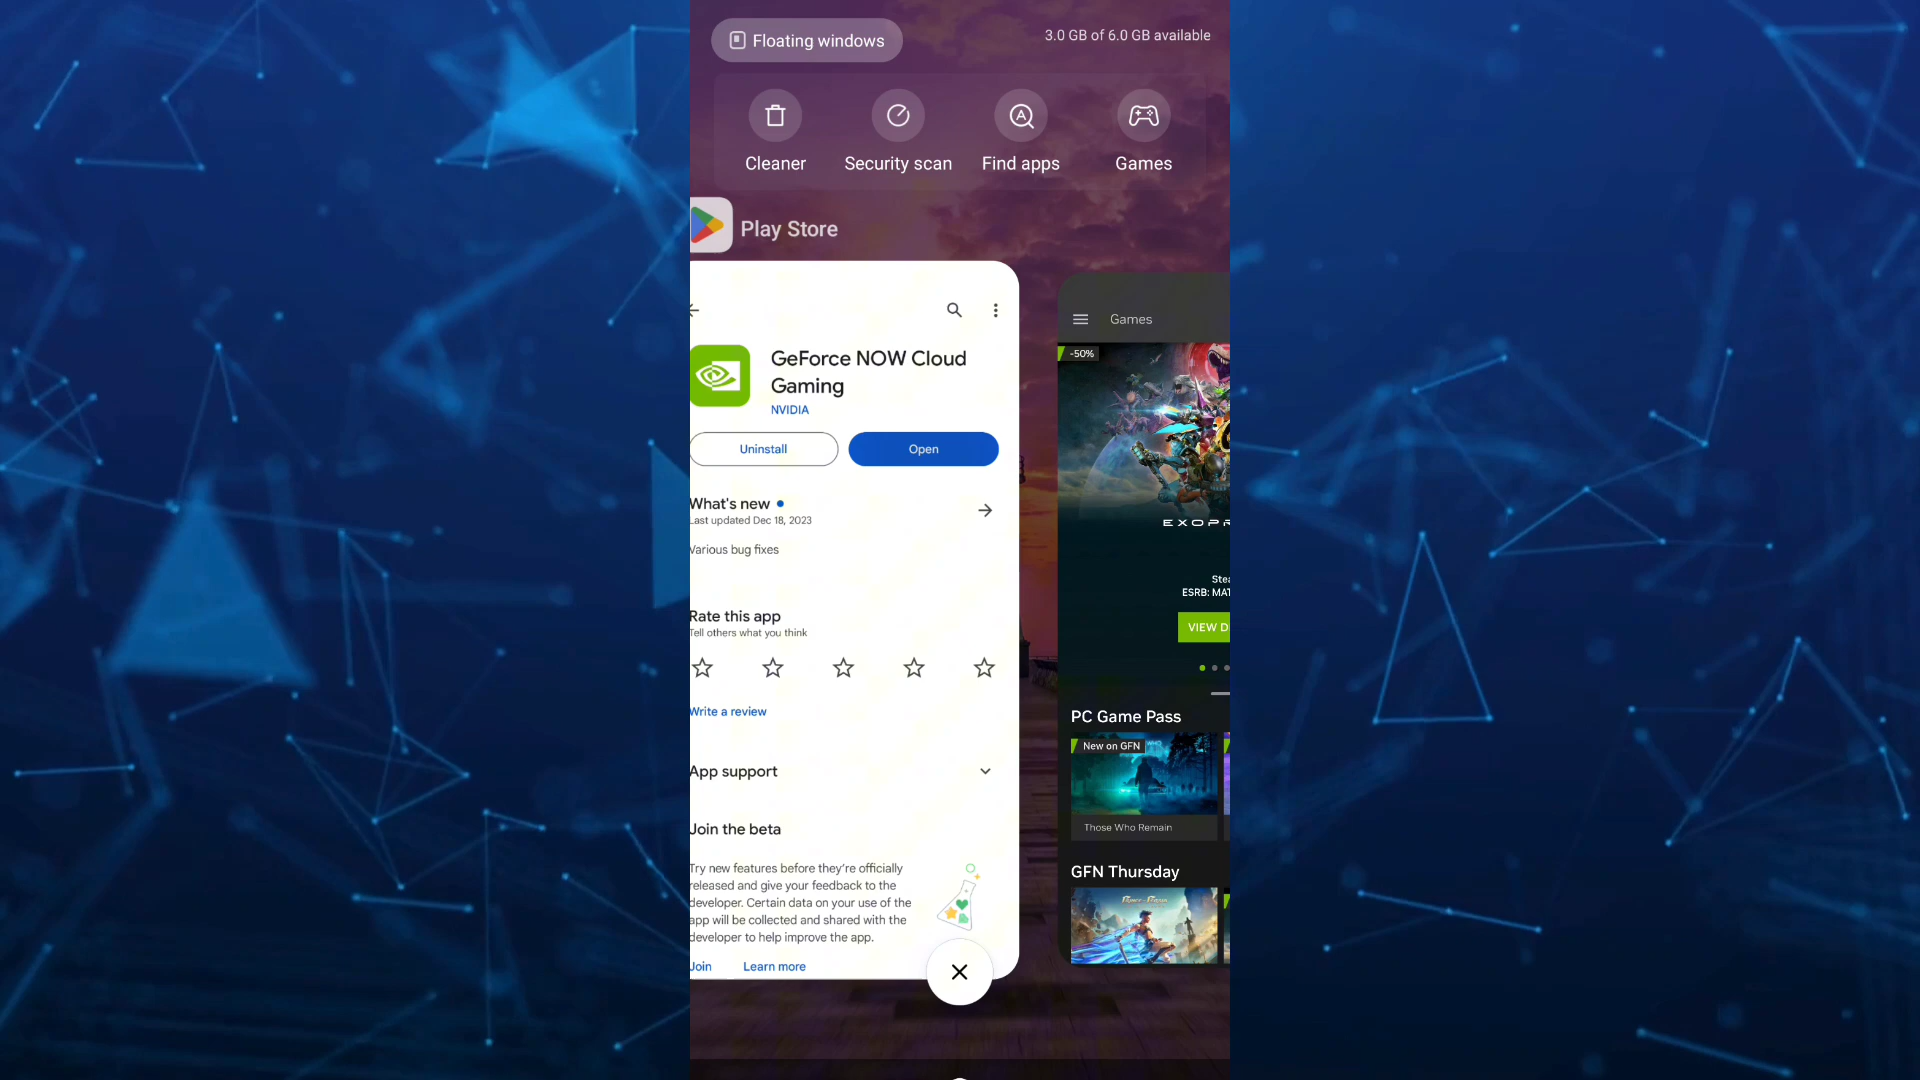 Floating windows
3.0 GB of 6.0 GB available
Cleaner
Security scan
Find apps
Games
Play Store
GeForce NOW Cloud
Gaming
NVIDIA
Uninstall
Open
What's new
Last updated Dec 18, 2023
Various bug fixes
Rate this app
Tell others what you think
Write a review
App support
Join the beta
Try new features before they're officially
released and give your feedback to the
developer. Certain data on your use of the
app will be collected and shared with the
developer to help improve the app.
Join
Learn more
Games
-50%
EXOPR
Stea
ESRB: MAT
VIEW D
PC Game Pass
New on GFN
Those Who Remain
GFN Thursday